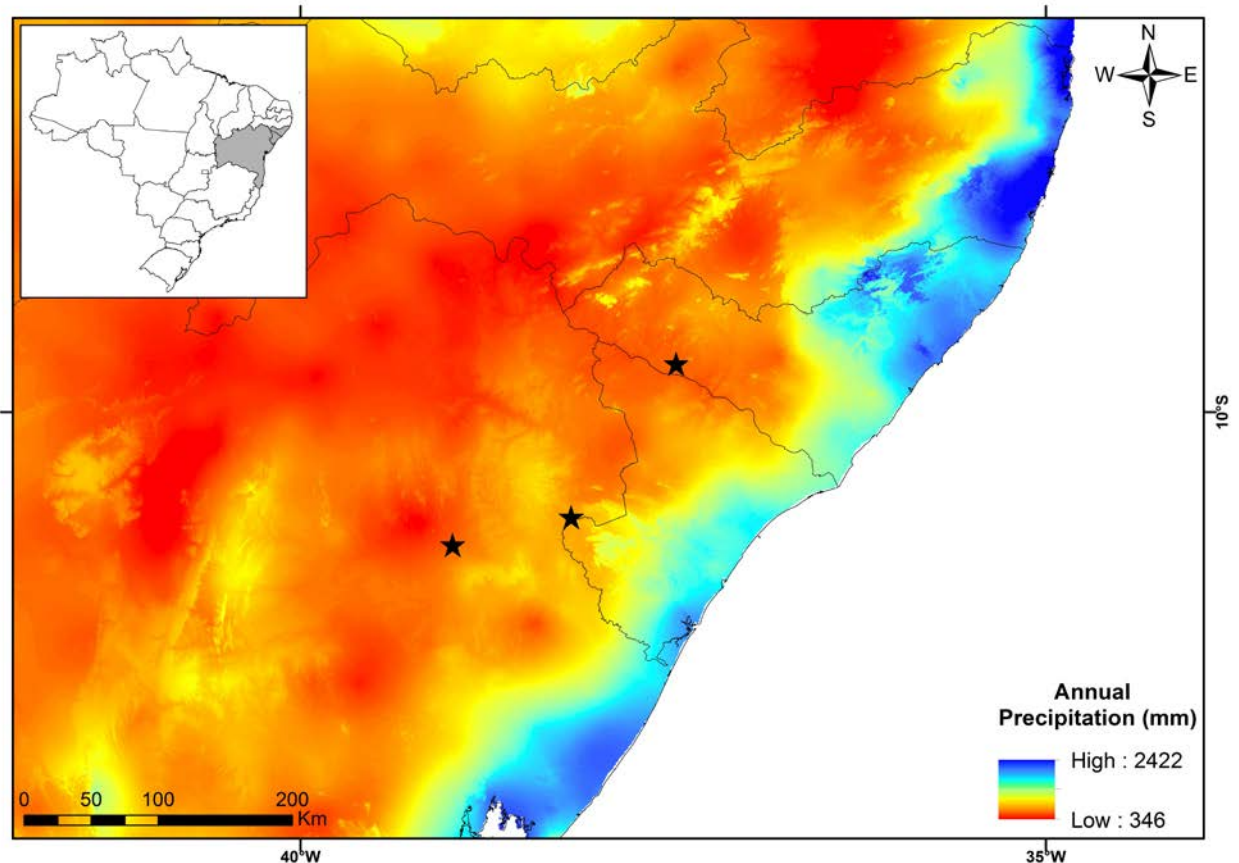 N
W E
S
10°S
Annual
Precipitation (mm)
High : 2422
Low : 346
0 50 100 200
Km
40°W 35°W